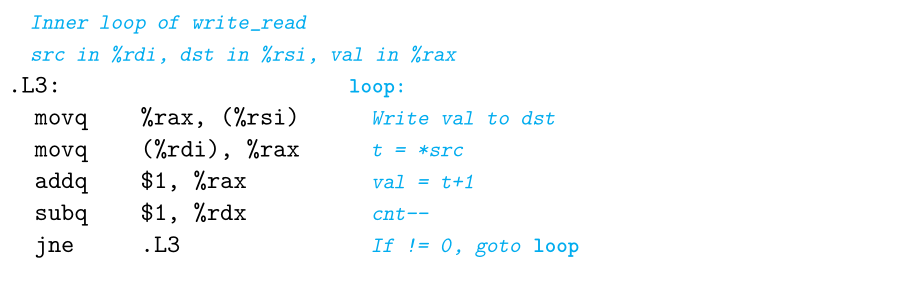 Inner loop of write_read
src in %rdi, dst in %rsi, val in %rax
.L3: loop:
movq %rax, (%rsi) Write val to dst
movq (%rdi), %rax t = *src
addq $1, %rax val = t+1
subq $1, %rdx cnt--
jne .L3 If != 0, goto loop